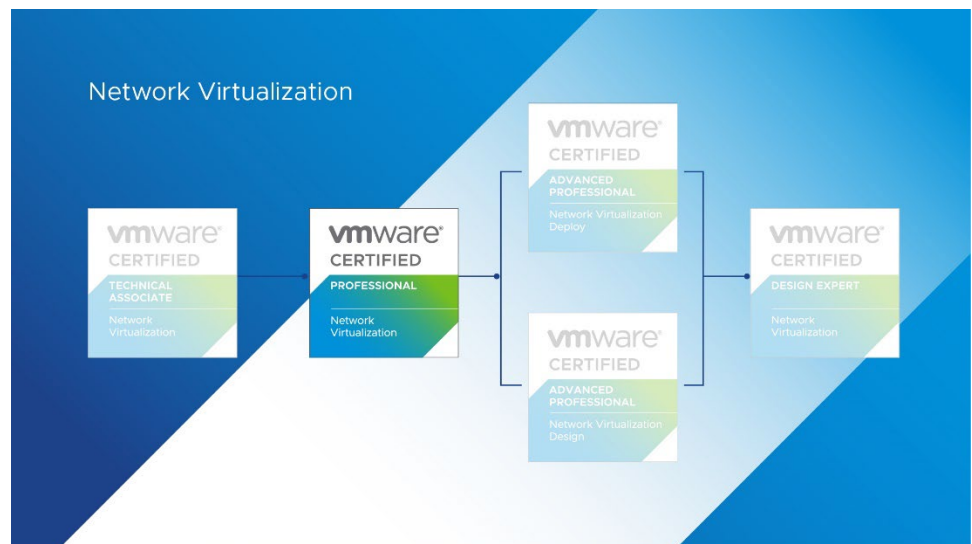 Network Virtualization
vmware®
CERTIFIED
TECHNICAL
ASSOCIATE
Network
Virtualization
vmware®
CERTIFIED
PROFESSIONAL
Network
Virtualization
vmware®
CERTIFIED
ADVANCED
PROFESSIONAL
Network Virtualization
Deploy
vmware®
CERTIFIED
ADVANCED
PROFESSIONAL
Network Virtualization
Design
vmware®
CERTIFIED
DESIGN EXPERT
Network
Virtualization